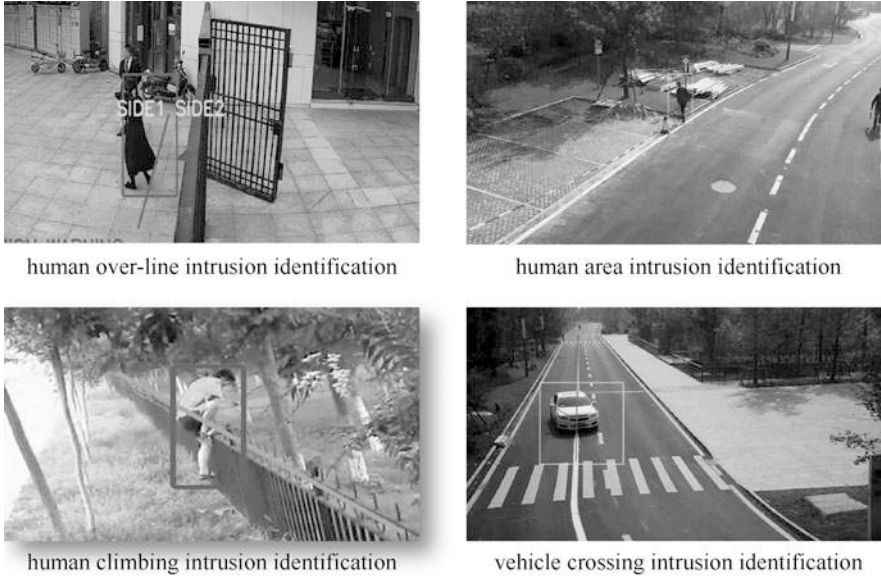 SIDE1 SIDE2
human over-line intrusion identification
human area intrusion identification
human climbing intrusion identification
vehicle crossing intrusion identification